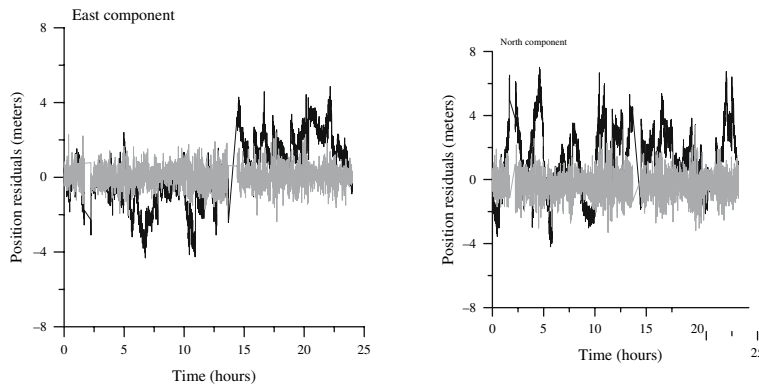 East component
8
4
0
−4
−8
Position residuals (meters)
0 5 10 15 20 25
Time (hours)
North component
8
4
0
−4
−8
Position residuals (meters)
0 5 10 15 20
Time (hours)